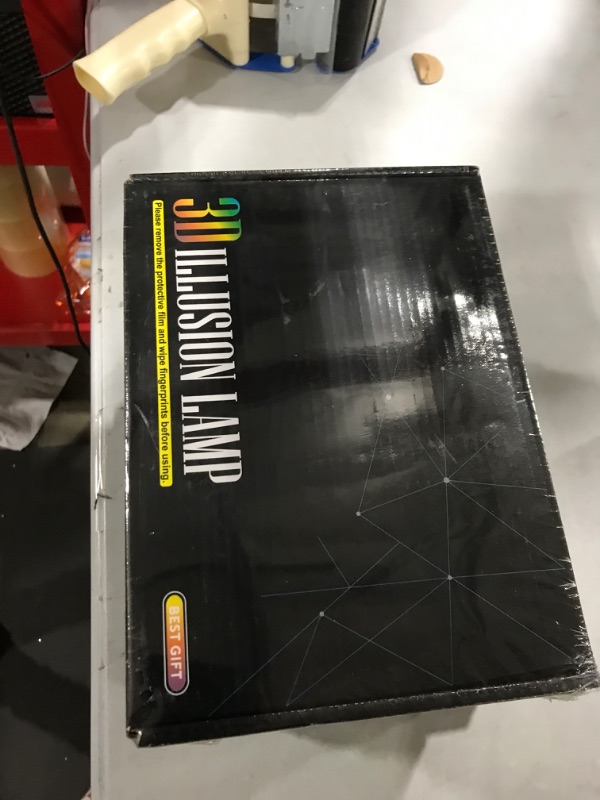 3D ILLUSION LAMP
Please remove the protective film and wipe fingerprints before using.
BEST GIFT